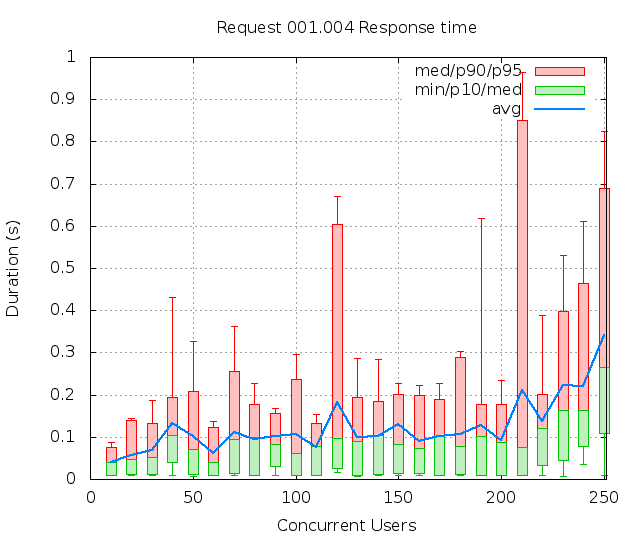 Request 001.004 Response time
med/p90/p95
min/p10/med
avg
1
0.9
0.8
0.7
0.6
0.5
0.4
0.3
0.2
0.1
0
Duration (s)
0 50 100 150 200 250
Concurrent Users